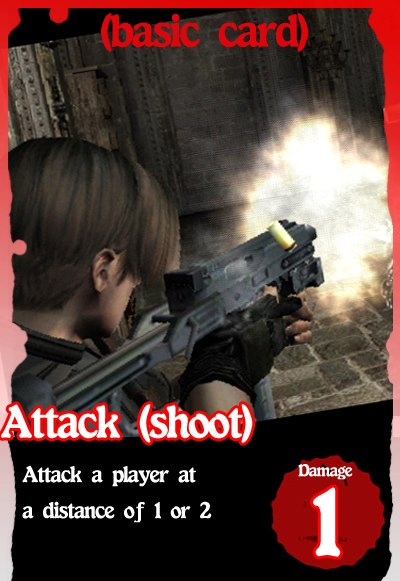 (basic card)
Attack (shoot)
Attack a player at
a distance of 1 or 2
Damage
1